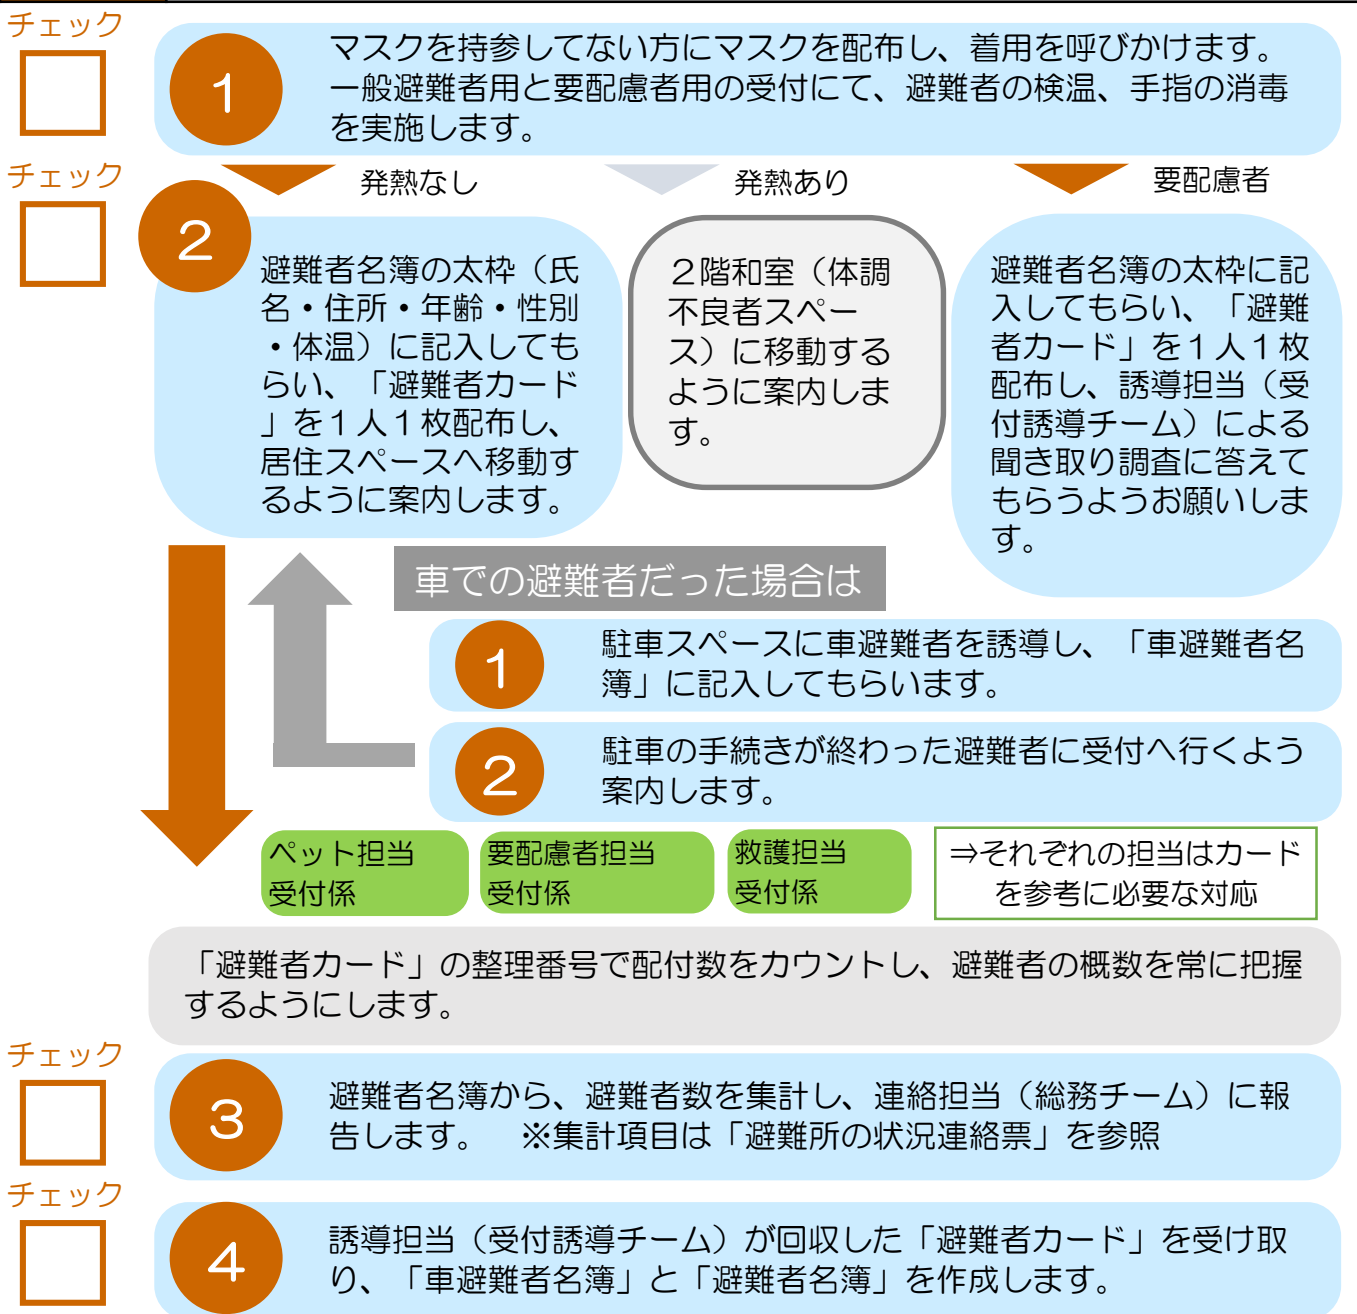 チェック
1
マスクを持参してない方にマスクを配布し、着用を呼びかけます。
一般避難者用と要配慮者用の受付にて、避難者の検温、手指の消毒
を実施します。
チェック
2
発熱なし
避難者名簿の太枠（氏
名・住所・年齢・性別
・体温）に記入しても
らい、「避難者カード
」を１人１枚配布し、
居住スペースへ移動す
るように案内します。
発熱あり
２階和室（体調
不良者スペー
ス）に移動する
ように案内しま
す。
要配慮者
避難者名簿の太枠に記
入してもらい、「避難
者カード」を１人１枚
配布し、誘導担当（受
付誘導チーム）による
聞き取り調査に答えて
もらうようお願いしま
す。
車での避難者だった場合は
1
駐車スペースに車避難者を誘導し、「車避難者名
簿」に記入してもらいます。
2
駐車の手続きが終わった避難者に受付へ行くよう
案内します。
ペット担当
受付係
要配慮者担当
受付係
救護担当
受付係
⇒それぞれの担当はカード
を参考に必要な対応
「避難者カード」の整理番号で配付数をカウントし、避難者の概数を常に把握
するようにします。
チェック
3
避難者名簿から、避難者数を集計し、連絡担当（総務チーム）に報
告します。　※集計項目は「避難所の状況連絡票」を参照
チェック
4
誘導担当（受付誘導チーム）が回収した「避難者カード」を受け取
り、「車避難者名簿」と「避難者名簿」を作成します。